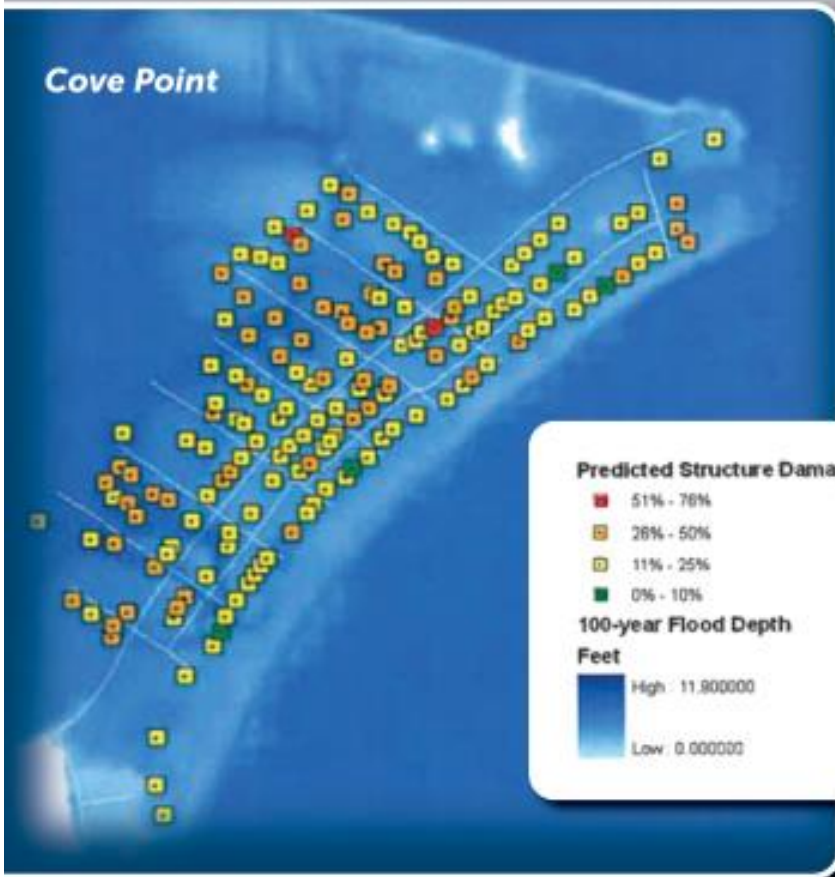 Cove Point
Predicted Structure Dama
51% - 76%
26% - 50%
11% - 25%
0% - 10%
100-year Flood Depth
Feet
High : 11.900000
Low : 0.000000